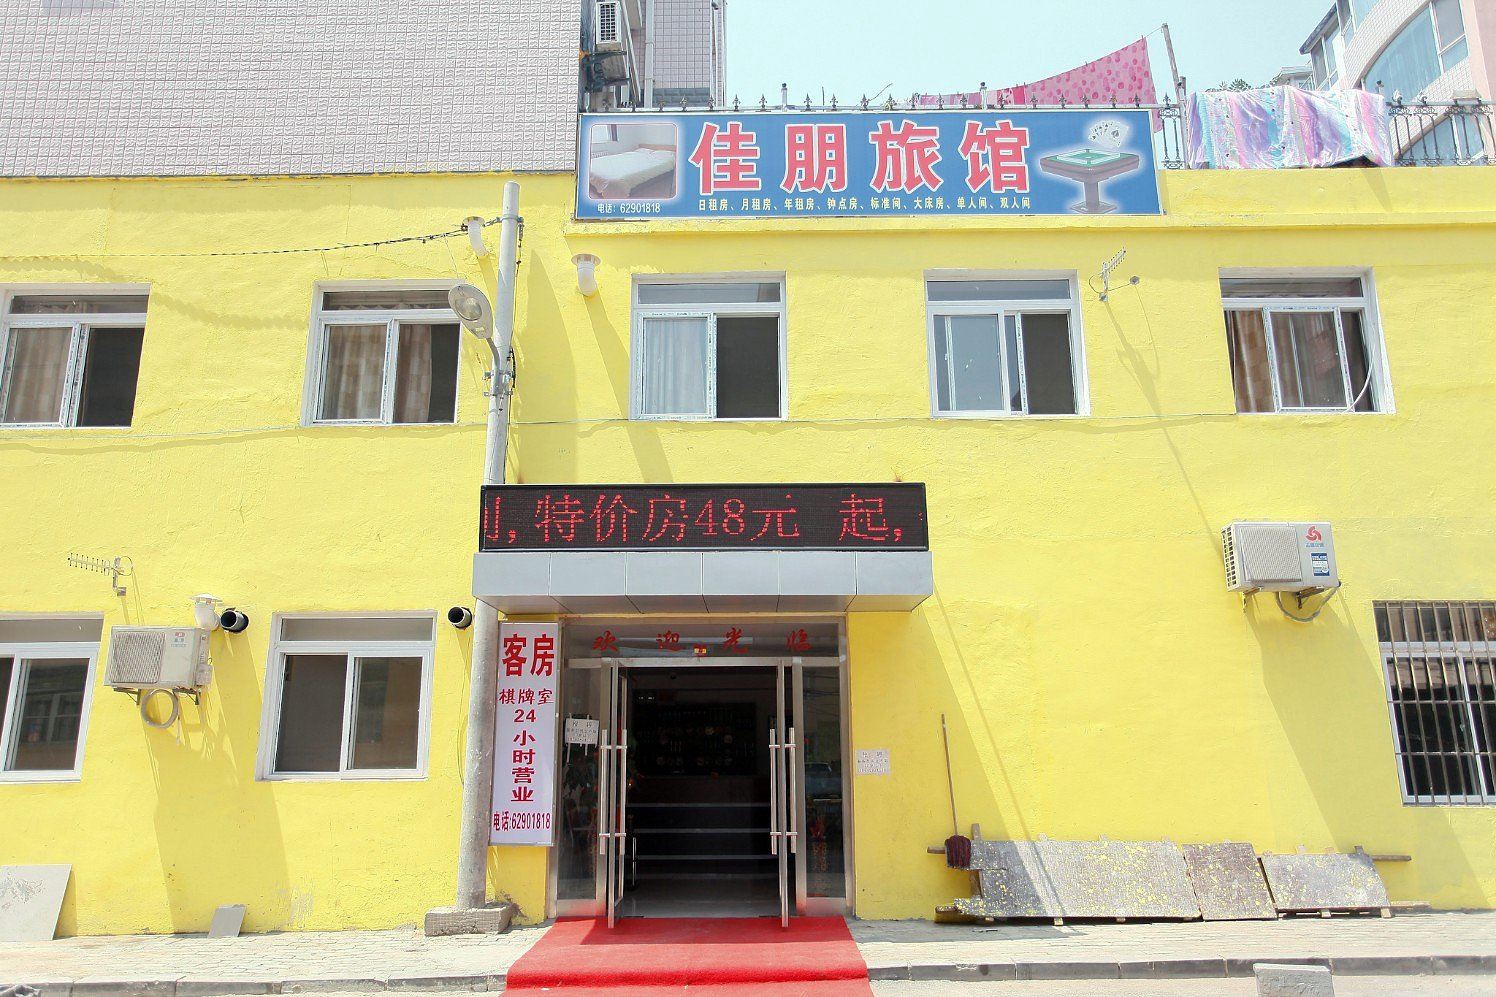 佳朋旅馆
电话：62901818
日租房、月租房、年租房、钟点房、标准间、大床房、单人间、双人间
,特价房48元 起,
欢迎光临
客房
棋牌室
24
小时营业
电话:62901818